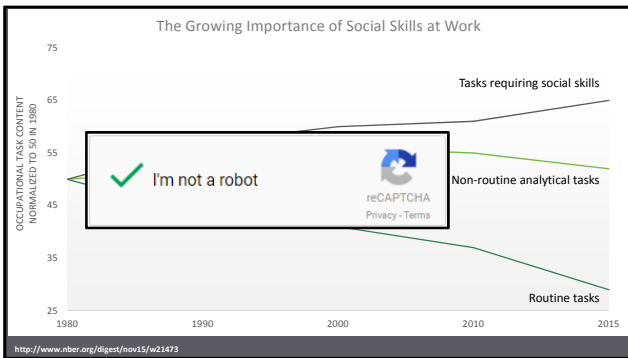 The Growing Importance of Social Skills at Work
OCCUPATIONAL TASK CONTENT
NORMALIZED TO 50 IN 1980
75
65
55
45
35
25
Tasks requiring social skills
Non-routine analytical tasks
Routine tasks
I'm not a robot
reCAPTCHA
Privacy - Terms
1980
1990
2000
2010
2015
http://www.nber.org/digest/nov15/w21473